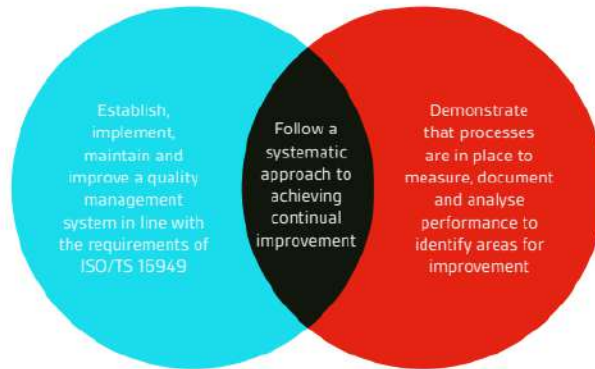 Establish,
implement,
maintain and
improve a quality
management
system in line with
the requirements of
ISO/TS 16949
Follow a
systematic
approach to
achieving
continual
improvement
Demonstrate
that processes
are in place to
measure, document
and analyse
performance to
identify areas for
improvement